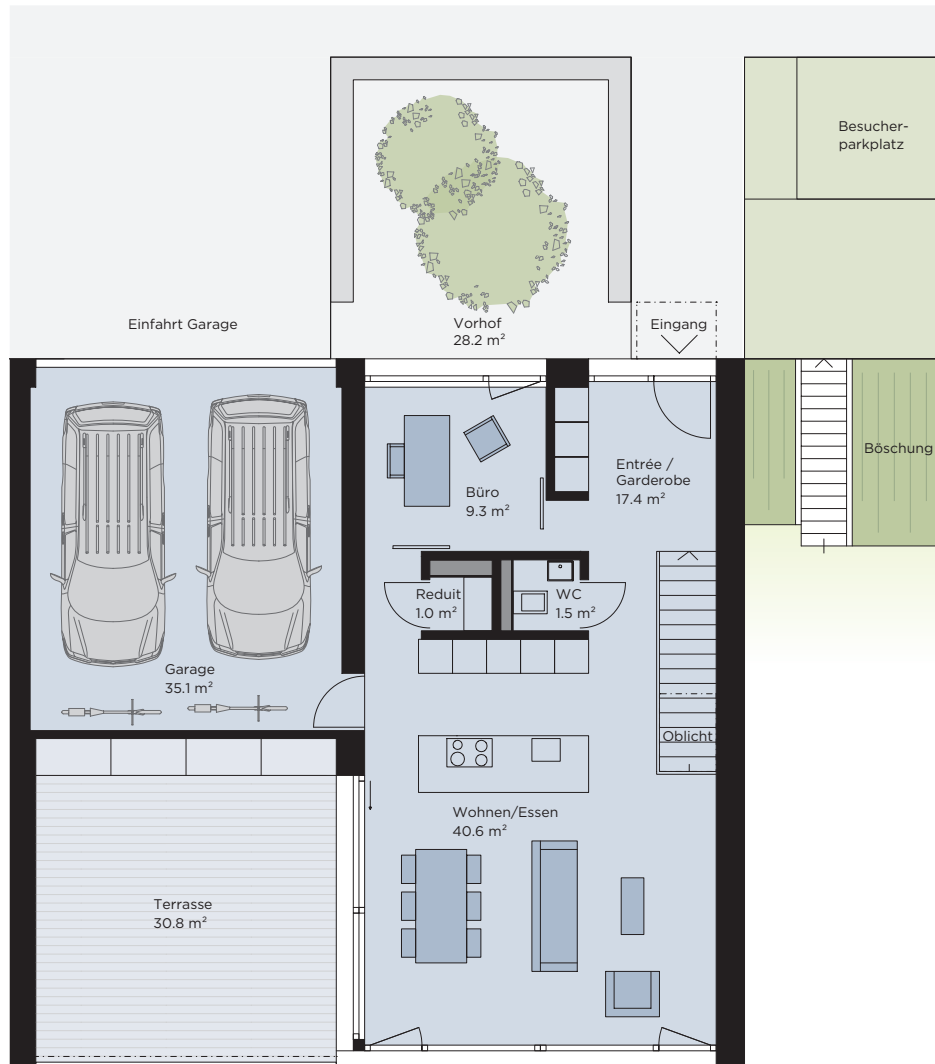 Besucher-
parkplatz
Einfahrt Garage
Vorhof
28.2 m²
Eingang
Böschung
Entrée /
Garderobe
17.4 m²
Büro
9.3 m²
Reduit
1.0 m²
WC
1.5 m²
Garage
35.1 m²
Oblicht
Wohnen/Essen
40.6 m²
Terrasse
30.8 m²